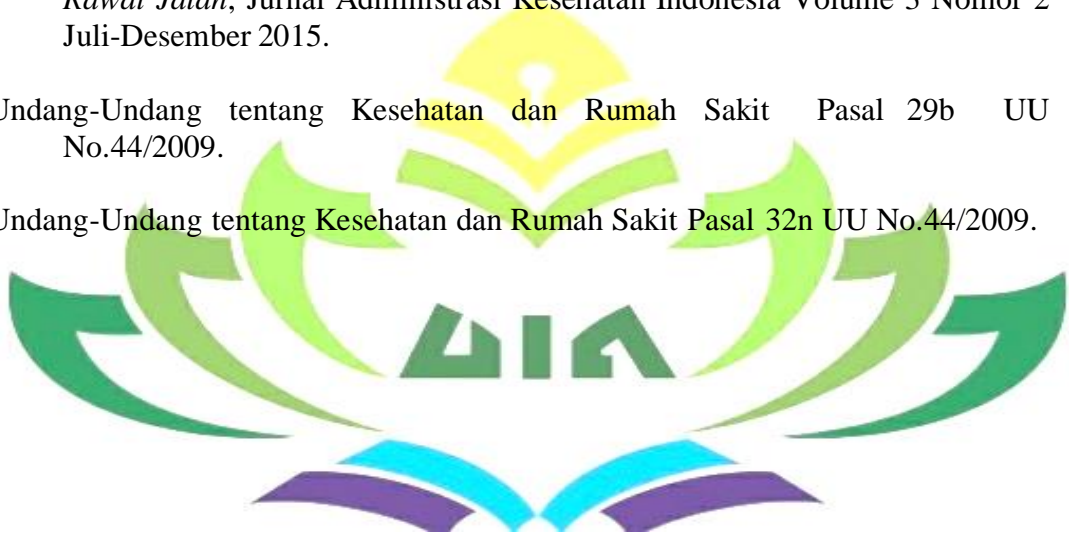 Rawat Jalan, Jurnal Administrasi Kesehatan Indonesia Volume 3 Nomor 2
Juli-Desember 2015.
Undang-Undang tentang Kesehatan dan Rumah Sakit Pasal 29b UU
No.44/2009.
Undang-Undang tentang Kesehatan dan Rumah Sakit Pasal 32n UU No.44/2009.
UIN